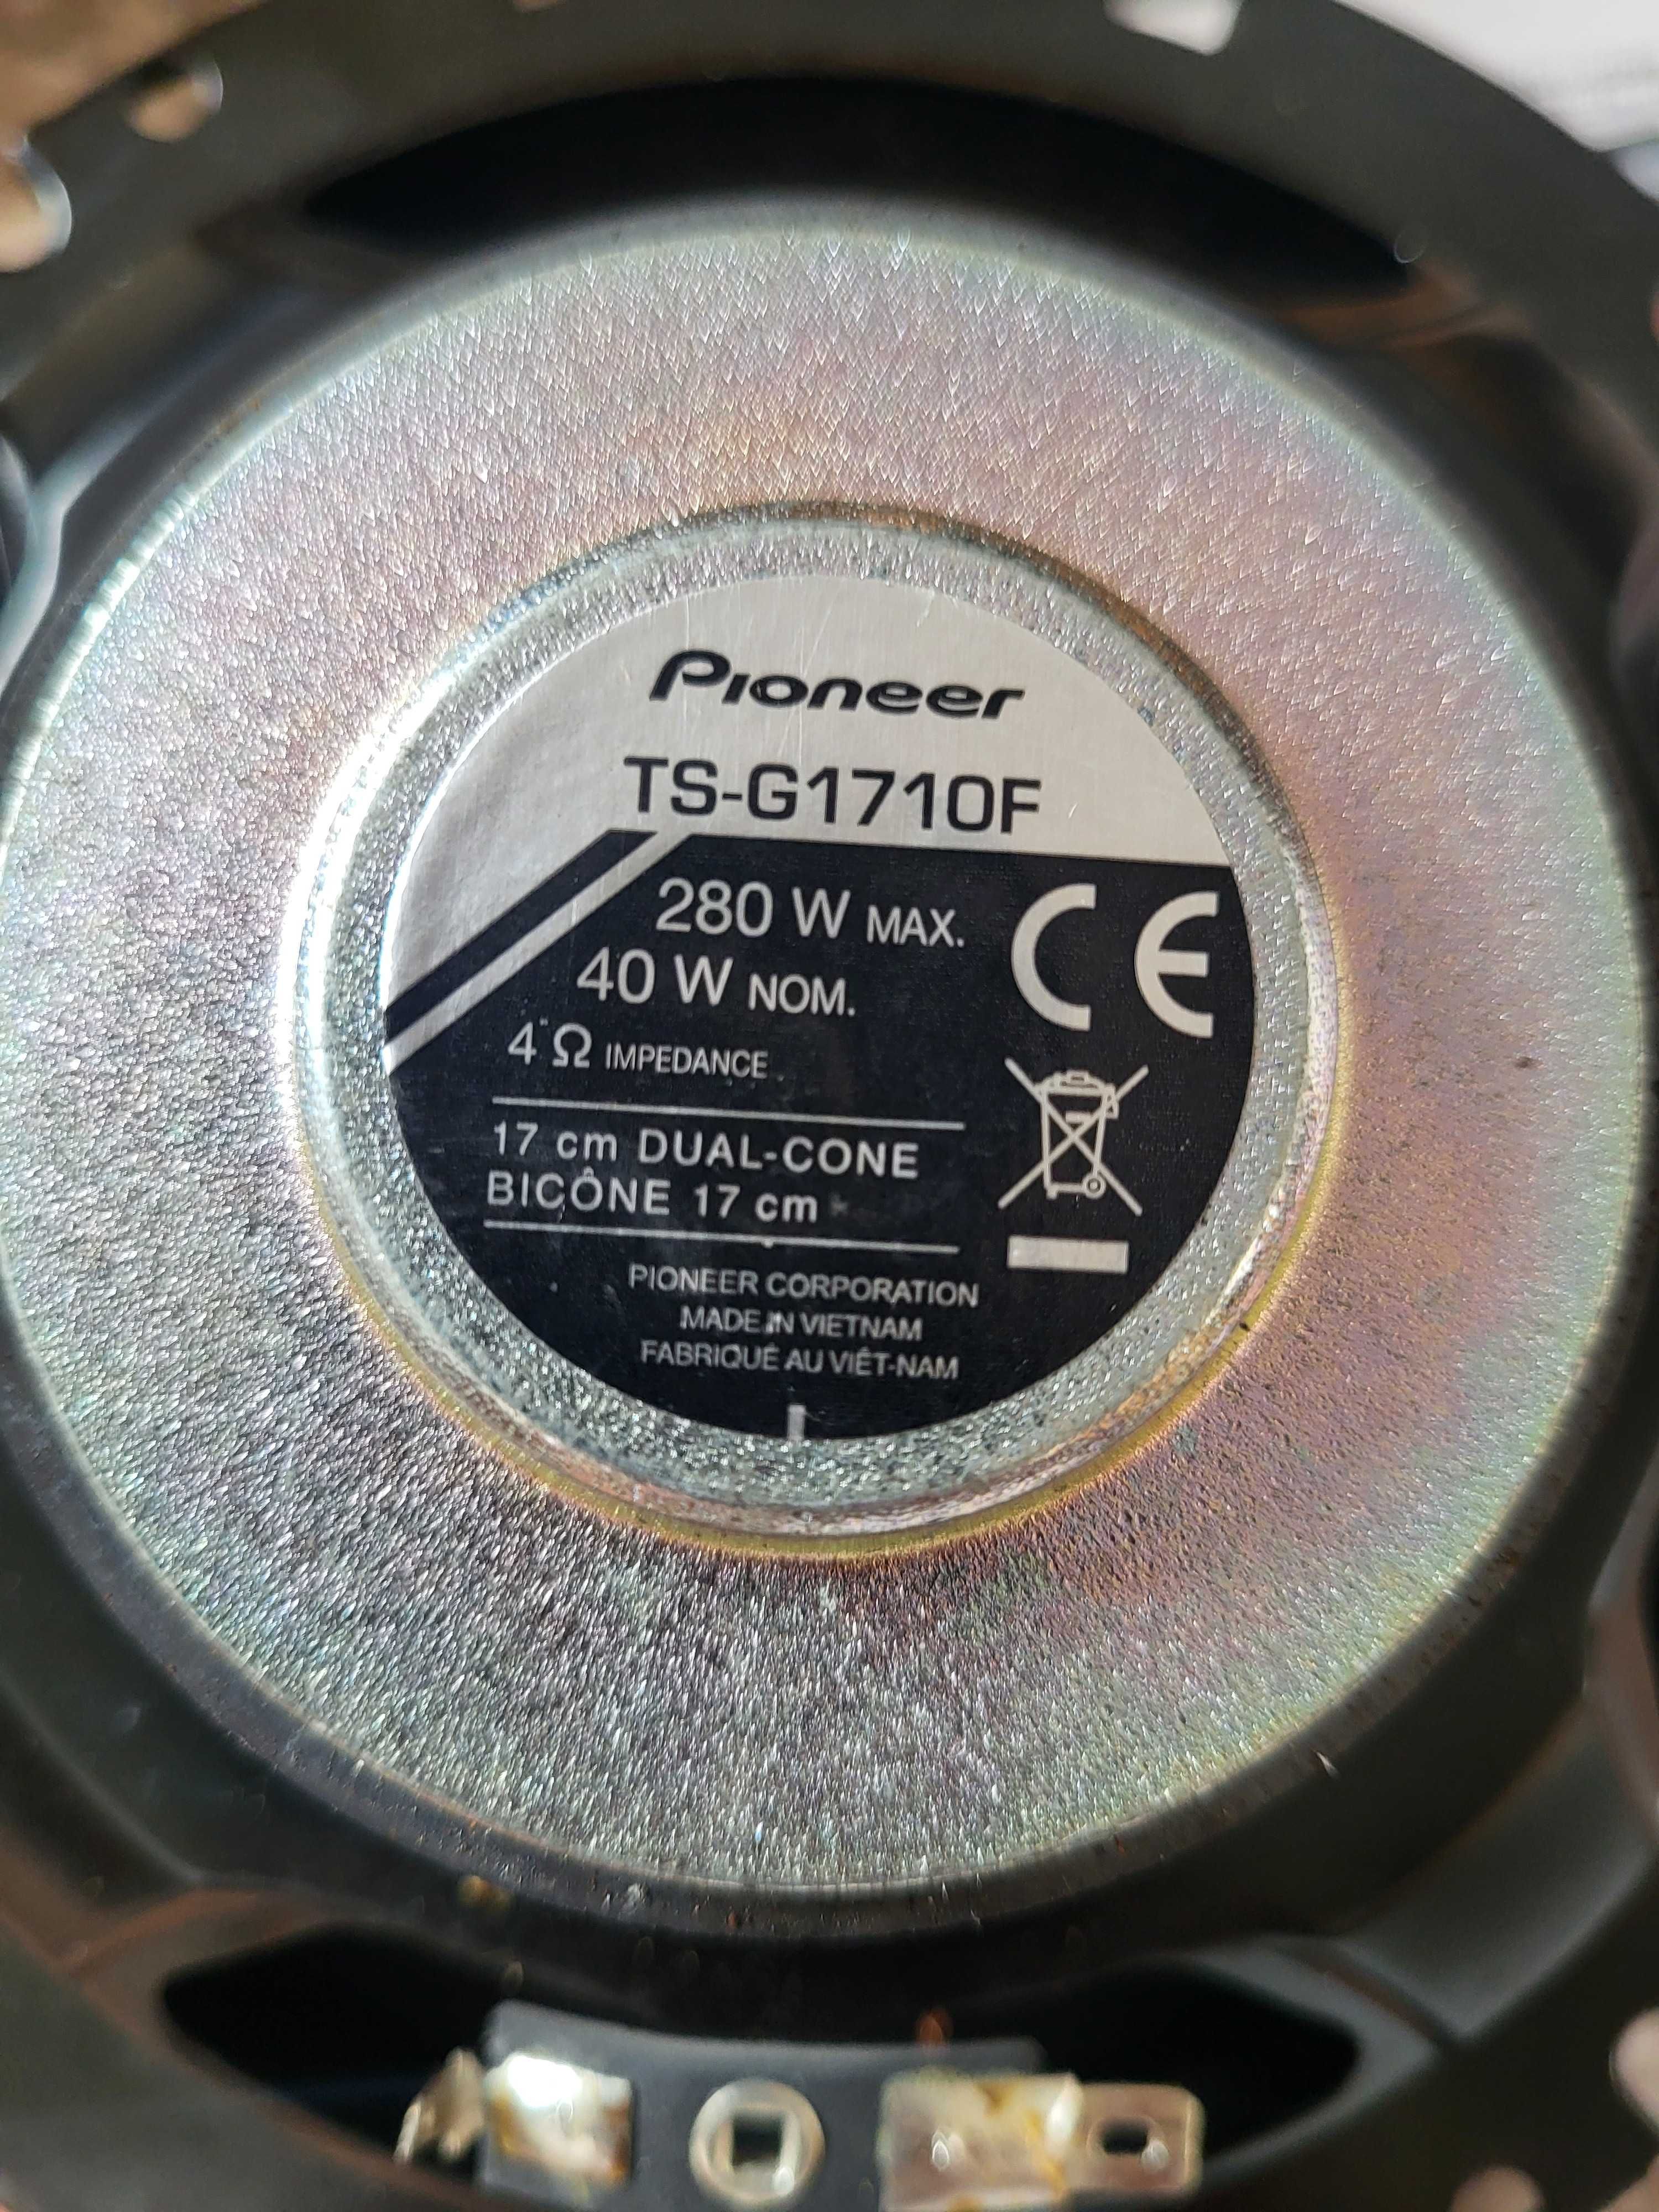 Pioneer
TS-G1710F
280 W MAX.
40 W NOM.
4 Ω IMPEDANCE
CE
17 cm DUAL-CONE
BICÔNE 17 cm
PIONEER CORPORATION
MADE IN VIETNAM
FABRIQUÉ AU VIÊT-NAM